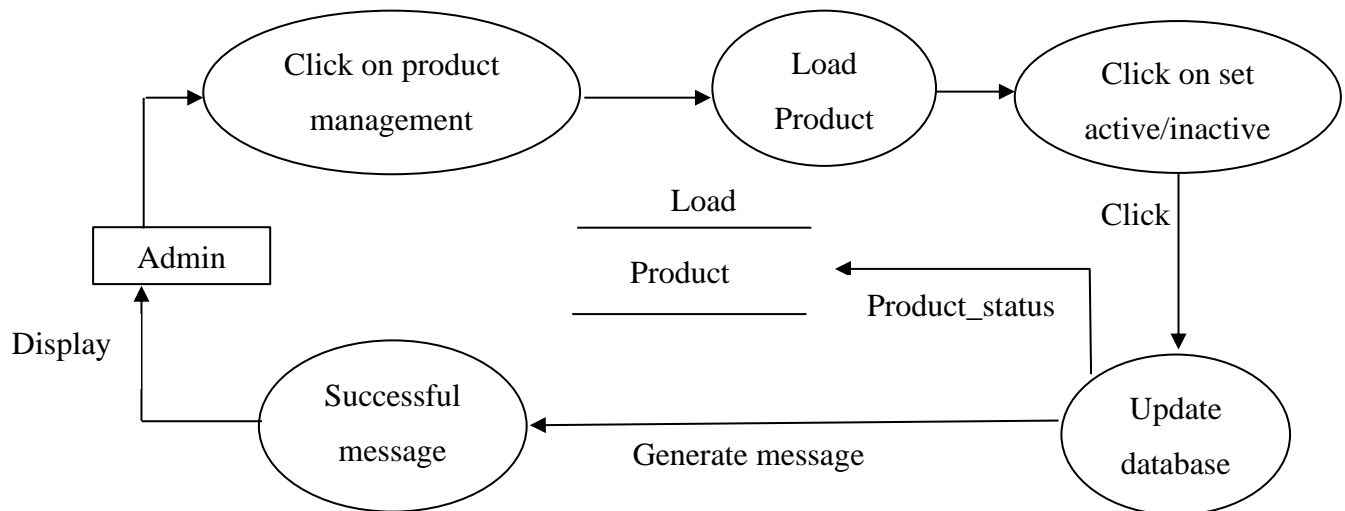 Click on product
management
Load
Product
Click on set
active/inactive
Load
Click
Admin
Product
Product_status
Display
Successful
message
Generate message
Update
database